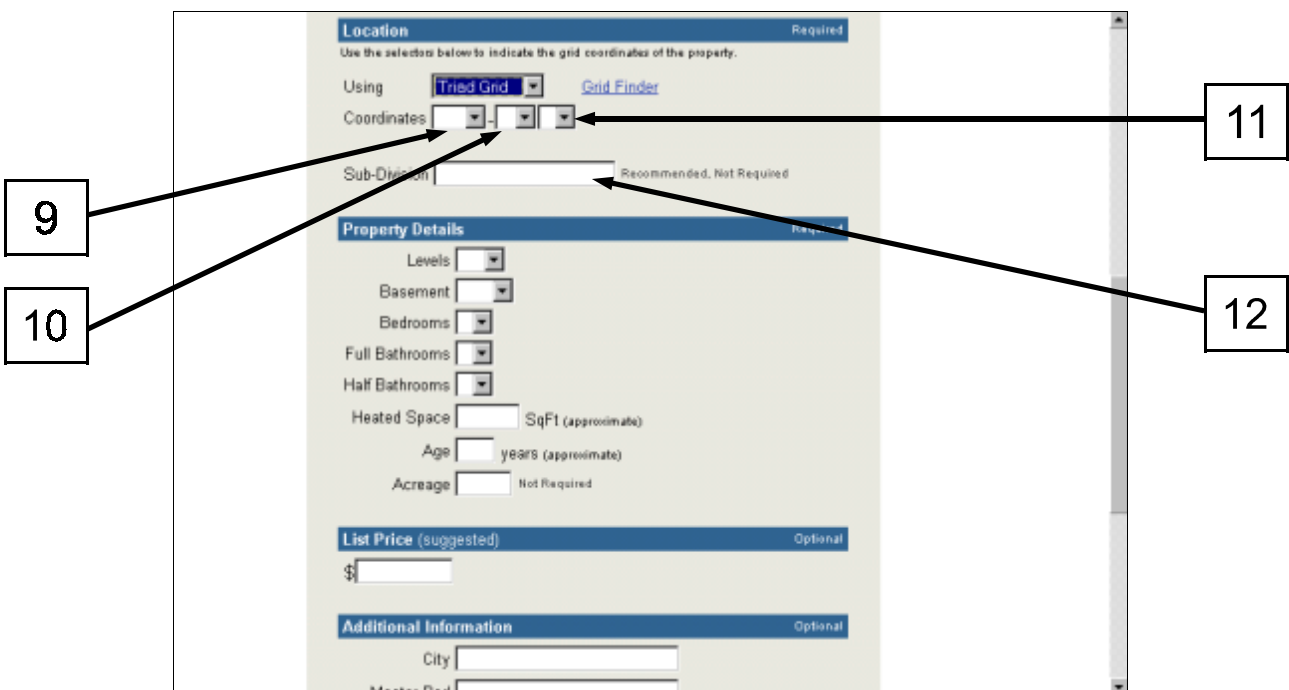 Location Required
Use the selectors below to indicate the grid coordinates of the property.
Using Triad Grid Grid Finder
Coordinates -
11
Sub-Division Recommended, Not Required
9
Property Details Required
Levels
Basement
12
10
Bedrooms
Full Bathrooms
Half Bathrooms
Heated Space SqFt (approximate)
Age years (approximate)
Acreage Not Required
List Price (suggested) Optional
$
Additional Information Optional
City